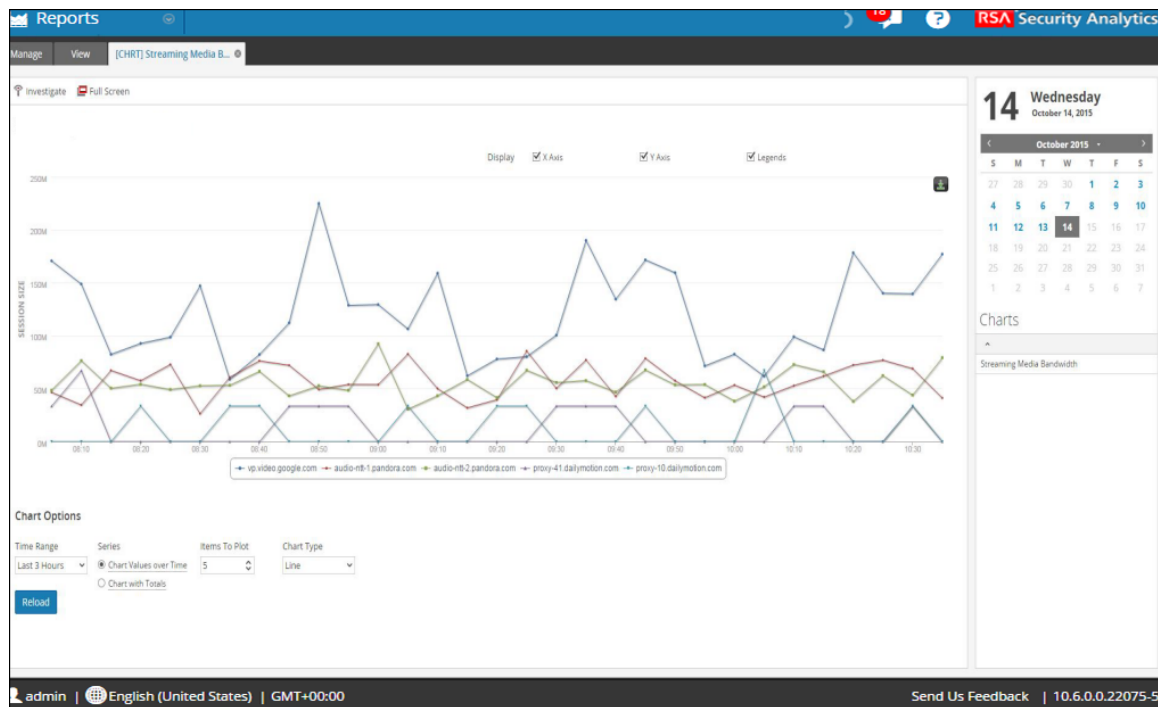 Reports
18
?
RSA Security Analytics
Manage
View
[CHRT] Streaming Media B...
Investigate
Full Screen
Display
X Axis
Y Axis
Legends
SESSION SIZE
250M
200M
150M
100M
50M
0M
08:10
08:20
08:30
08:40
08:50
09:00
09:10
09:20
09:30
09:40
09:50
10:00
10:10
10:20
10:30
vp.video.google.com
audio-ntt-1.pandora.com
audio-ntt-2.pandora.com
proxy-41.dailymotion.com
proxy-10.dailymotion.com
Chart Options
Time Range
Series
Items To Plot
Chart Type
Last 3 Hours
Chart Values over Time
5
Line
Chart with Totals
Reload
14
Wednesday
October 14, 2015
October 2015
S M T W T F S
27 28 29 30 1 2 3
4 5 6 7 8 9 10
11 12 13 14 15 16 17
18 19 20 21 22 23 24
25 26 27 28 29 30 31
1 2 3 4 5 6 7
Charts
Streaming Media Bandwidth
admin | English (United States) | GMT+00:00
Send Us Feedback | 10.6.0.0.22075-5